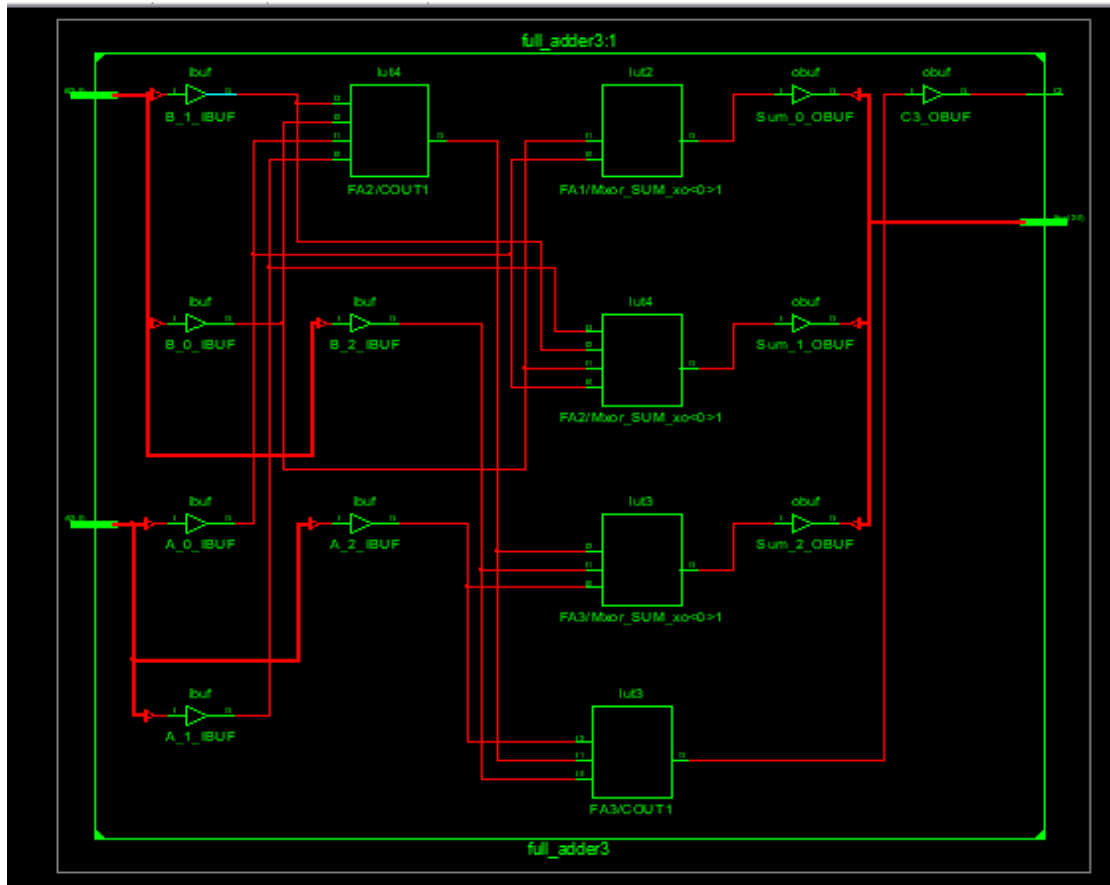 full_adder3:1
ibuf
lut4
lut2
obuf
obuf
B_1_IBUF
Sum_0_OBUF
C3_OBUF
FA2/COUT1
FA1/Mxor_SUM_xo<0>1
ibuf
ibuf
lut4
obuf
B_0_IBUF
B_2_IBUF
Sum_1_OBUF
FA2/Mxor_SUM_xo<0>1
ibuf
ibuf
lut3
obuf
A_0_IBUF
A_2_IBUF
Sum_2_OBUF
FA3/Mxor_SUM_xo<0>1
ibuf
lut3
A_1_IBUF
FA3/COUT1
full_adder3